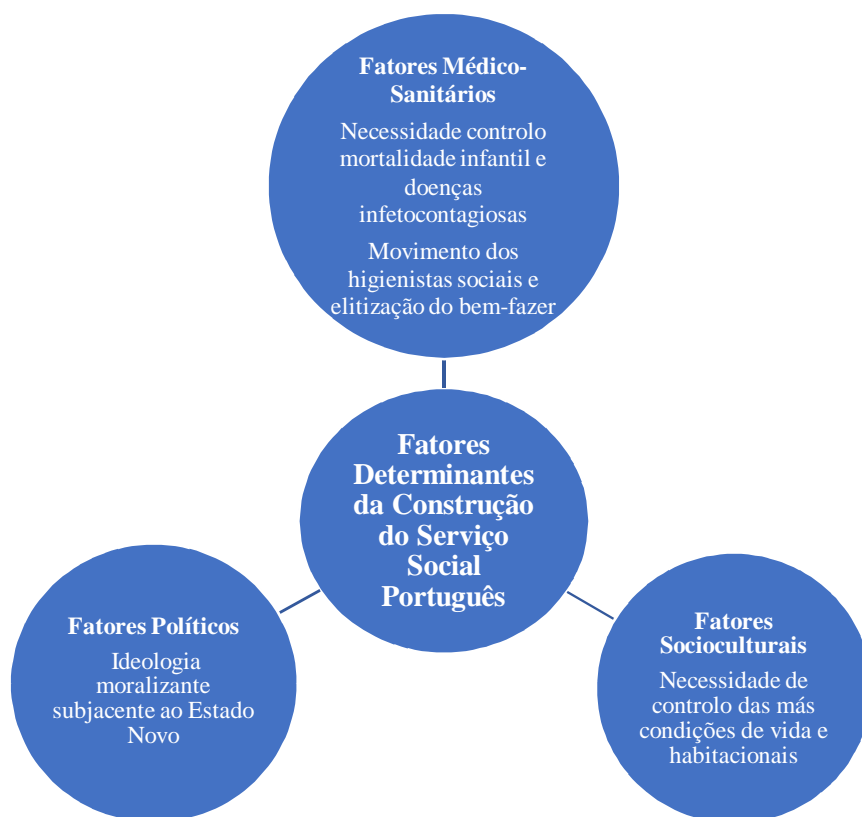 Fatores Médico-
Sanitários
Necessidade controlo
mortalidade infantil e
doenças
infetocontagiosas
Movimento dos
higienistas sociais e
elitização do bem-fazer
Fatores
Determinantes
da Construção
do Serviço
Social
Português
Fatores Políticos
Ideologia
moralizante
subjacente ao Estado
Novo
Fatores
Socioculturais
Necessidade de
controlo das más
condições de vida e
habitacionais